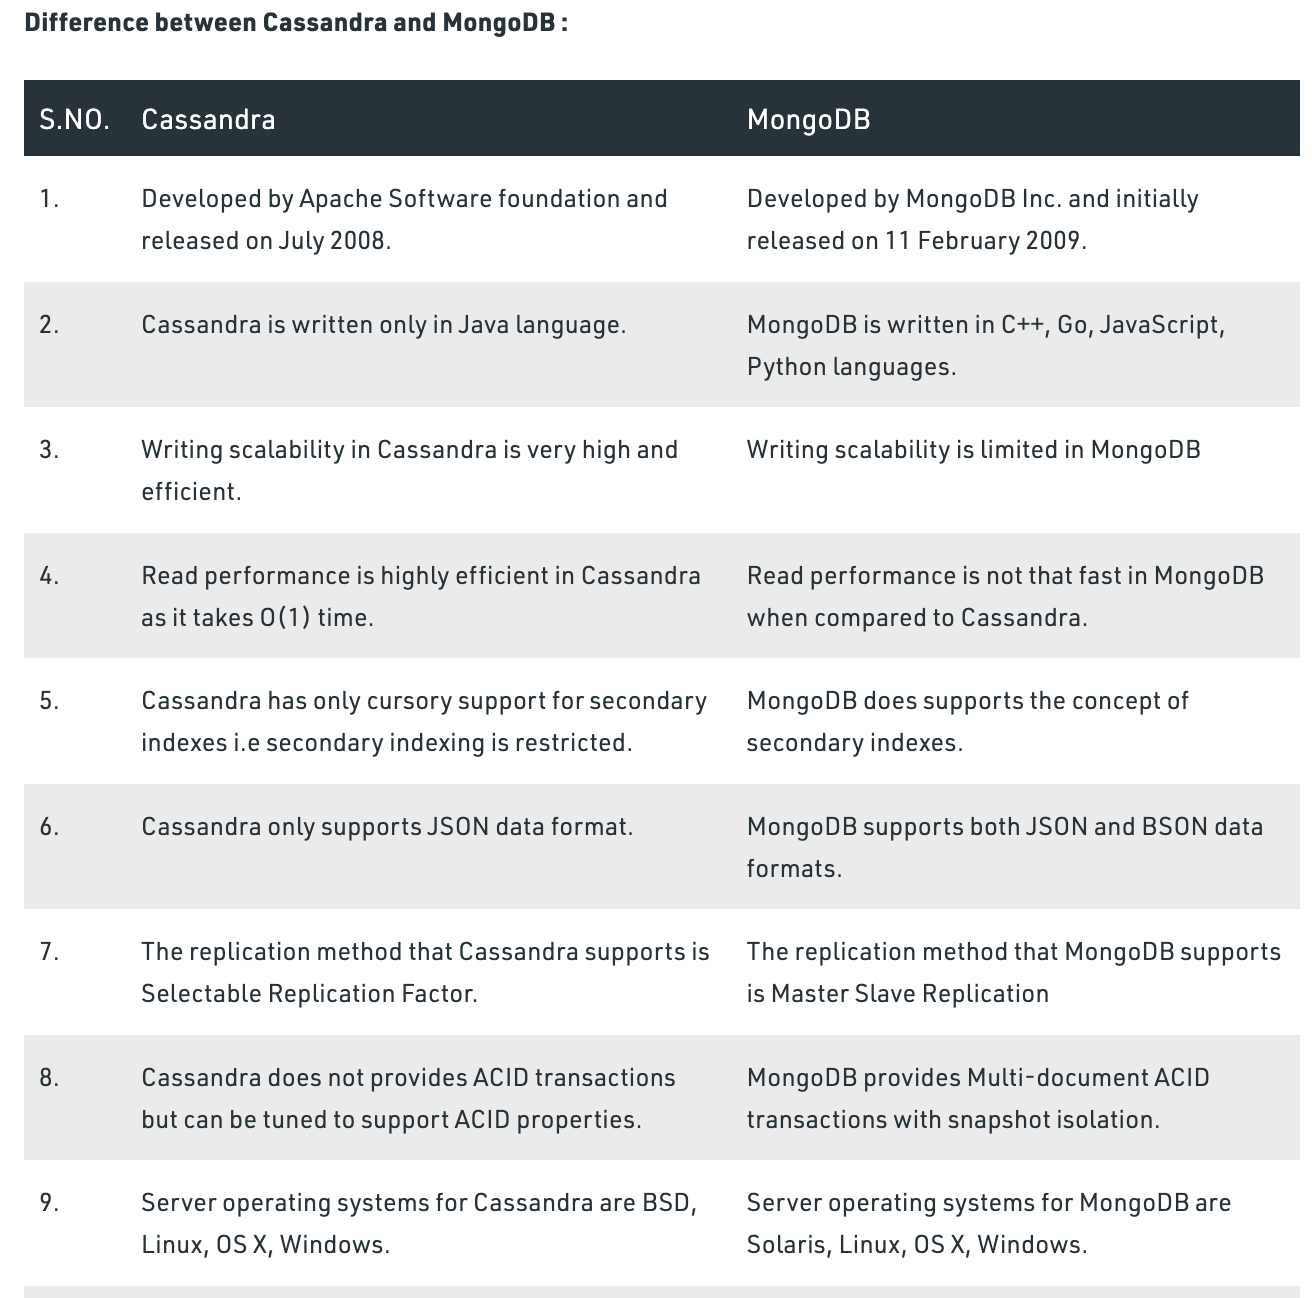 Difference between Cassandra and MongoDB :
S.NO. Cassandra MongoDB
1. Developed by Apache Software foundation and Developed by MongoDB Inc. and initially
released on July 2008. released on 11 February 2009.
2. Cassandra is written only in Java language. MongoDB is written in C++, Go, JavaScript,
Python languages.
3. Writing scalability in Cassandra is very high and Writing scalability is limited in MongoDB
efficient.
4. Read performance is highly efficient in Cassandra Read performance is not that fast in MongoDB
as it takes O(1) time. when compared to Cassandra.
5. Cassandra has only cursory support for secondary MongoDB does supports the concept of
indexes i.e secondary indexing is restricted. secondary indexes.
6. Cassandra only supports JSON data format. MongoDB supports both JSON and BSON data
formats.
7. The replication method that Cassandra supports is The replication method that MongoDB supports
Selectable Replication Factor. is Master Slave Replication
8. Cassandra does not provides ACID transactions MongoDB provides Multi-document ACID
but can be tuned to support ACID properties. transactions with snapshot isolation.
9. Server operating systems for Cassandra are BSD, Server operating systems for MongoDB are
Linux, OS X, Windows. Solaris, Linux, OS X, Windows.